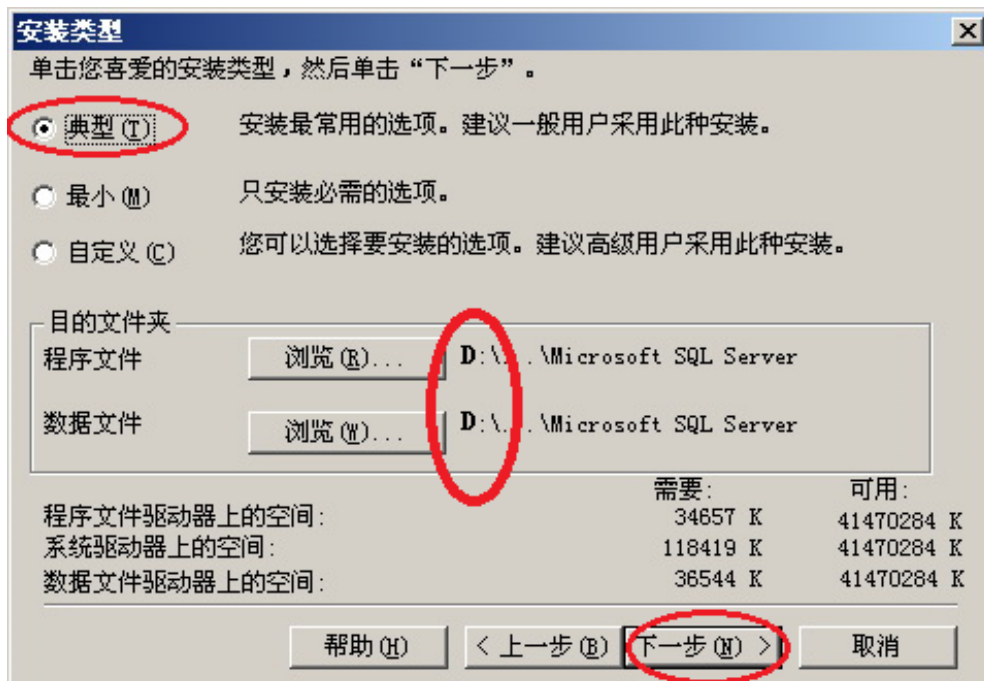 安装类型
单击您喜爱的安装类型，然后单击“下一步”。
典型(T) 安装最常用的选项。建议一般用户采用此种安装。
最小(M) 只安装必需的选项。
自定义(C) 您可以选择要安装的选项。建议高级用户采用此种安装。
目的文件夹
程序文件 浏览(R)... D:\...\Microsoft SQL Server
数据文件 浏览(W)... D:\...\Microsoft SQL Server
需要: 可用:
程序文件驱动器上的空间: 34657 K 41470284 K
系统驱动器上的空间: 118419 K 41470284 K
数据文件驱动器上的空间: 36544 K 41470284 K
帮助(H) < 上一步(B) 下一步(N) > 取消